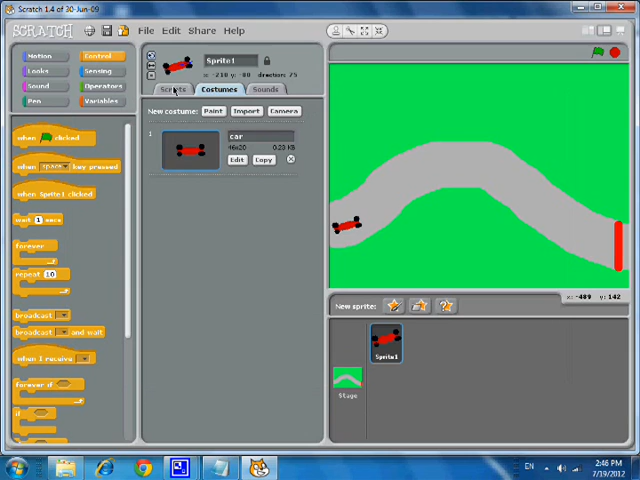 Scratch 1.4 of 30-Jun-09
SCRATCH
File Edit Share Help
Motion Control
Looks Sensing
Sound Operators
Pen Variables
Sprite1
x: -210 y: -80 direction: 75
Scripts Costumes Sounds
New costume: Paint Import Camera
1
car
46x20 0.23 KB
Edit Copy
when clicked
when space key pressed
when Sprite1 clicked
wait 1 secs
forever
repeat 10
broadcast
broadcast and wait
when I receive
forever if
if
x: -489 y: 142
New sprite:
Sprite1
Stage
EN
2:46 PM
7/19/2012